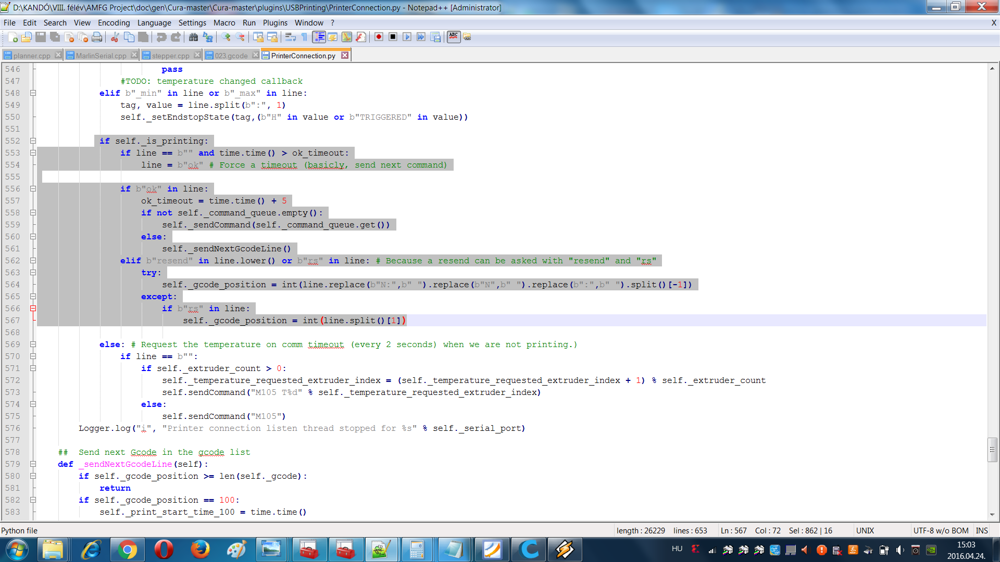 D:\KANDÓ\VIII. félév\AMFG Project\doc\gen\Cura-master\Cura-master\plugins\USBPrinting\PrinterConnection.py - Notepad++ [Administrator]
File Edit Search View Encoding Language Settings Macro Run Plugins Window ? X
planner.cpp MarlinSerial.cpp stepper.cpp 023.gcode PrinterConnection.py
546 pass
547 #TODO: temperature changed callback
548 elif b"_min" in line or b"_max" in line:
549 tag, value = line.split(b":", 1)
550 self._setEndstopState(tag,(b"H" in value or b"TRIGGERED" in value))
551
552 if self._is_printing:
553 if line == b"" and time.time() > ok_timeout:
554 line = b"ok" # Force a timeout (basicly, send next command)
555
556 if b"ok" in line:
557 ok_timeout = time.time() + 5
558 if not self._command_queue.empty():
559 self._sendCommand(self._command_queue.get())
560 else:
561 self._sendNextGcodeLine()
562 elif b"resend" in line.lower() or b"rs" in line: # Because a resend can be asked with "resend" and "rs"
563 try:
564 self._gcode_position = int(line.replace(b"N:",b" ").replace(b"N",b" ").replace(b":",b" ").split()[-1])
565 except:
566 if b"rs" in line:
567 self._gcode_position = int(line.split()[1])
568
569 else: # Request the temperature on comm timeout (every 2 seconds) when we are not printing.)
570 if line == b"":
571 if self._extruder_count > 0:
572 self._temperature_requested_extruder_index = (self._temperature_requested_extruder_index + 1) % self._extruder_count
573 self.sendCommand("M105 T%d" % self._temperature_requested_extruder_index)
574 else:
575 self.sendCommand("M105")
576 Logger.log("i", "Printer connection listen thread stopped for %s" % self._serial_port)
577
578 ## Send next Gcode in the gcode list
579 def _sendNextGcodeLine(self):
580 if self._gcode_position >= len(self._gcode):
581 return
582 if self._gcode_position == 100:
583 self._print_start_time_100 = time.time()
Python file length : 26229 lines : 653 Ln : 567 Col : 72 Sel : 862 | 16 UNIX UTF-8 w/o BOM INS
HU 15:03
2016.04.24.